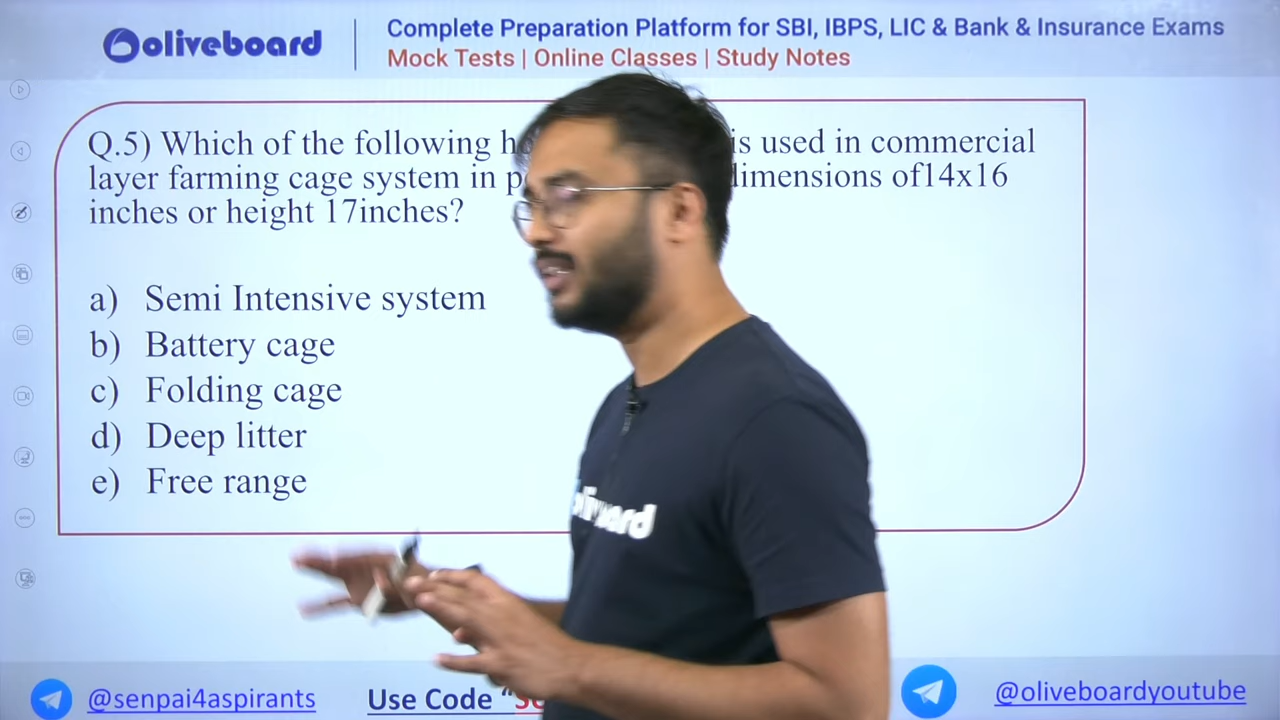 oliveboard
Complete Preparation Platform for SBI, IBPS, LIC & Bank & Insurance Exams
Mock Tests | Online Classes | Study Notes
Q.5) Which of the following is used in commercial
layer farming cage system in dimensions of14x16
inches or height 17inches?
a) Semi Intensive system
b) Battery cage
c) Folding cage
d) Deep litter
e) Free range
@senpai4aspirants
Use Code “
@oliveboardyoutube